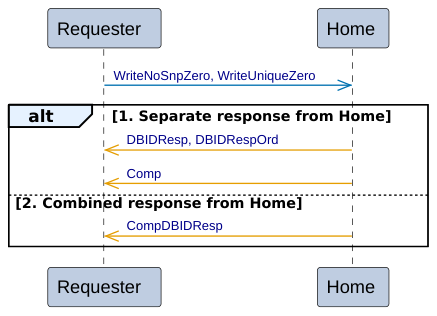 Requester Home
WriteNoSnpZero, WriteUniqueZero
alt [1. Separate response from Home]
DBIDResp, DBIDRespOrd
Comp
[2. Combined response from Home]
CompDBIDResp
Requester Home